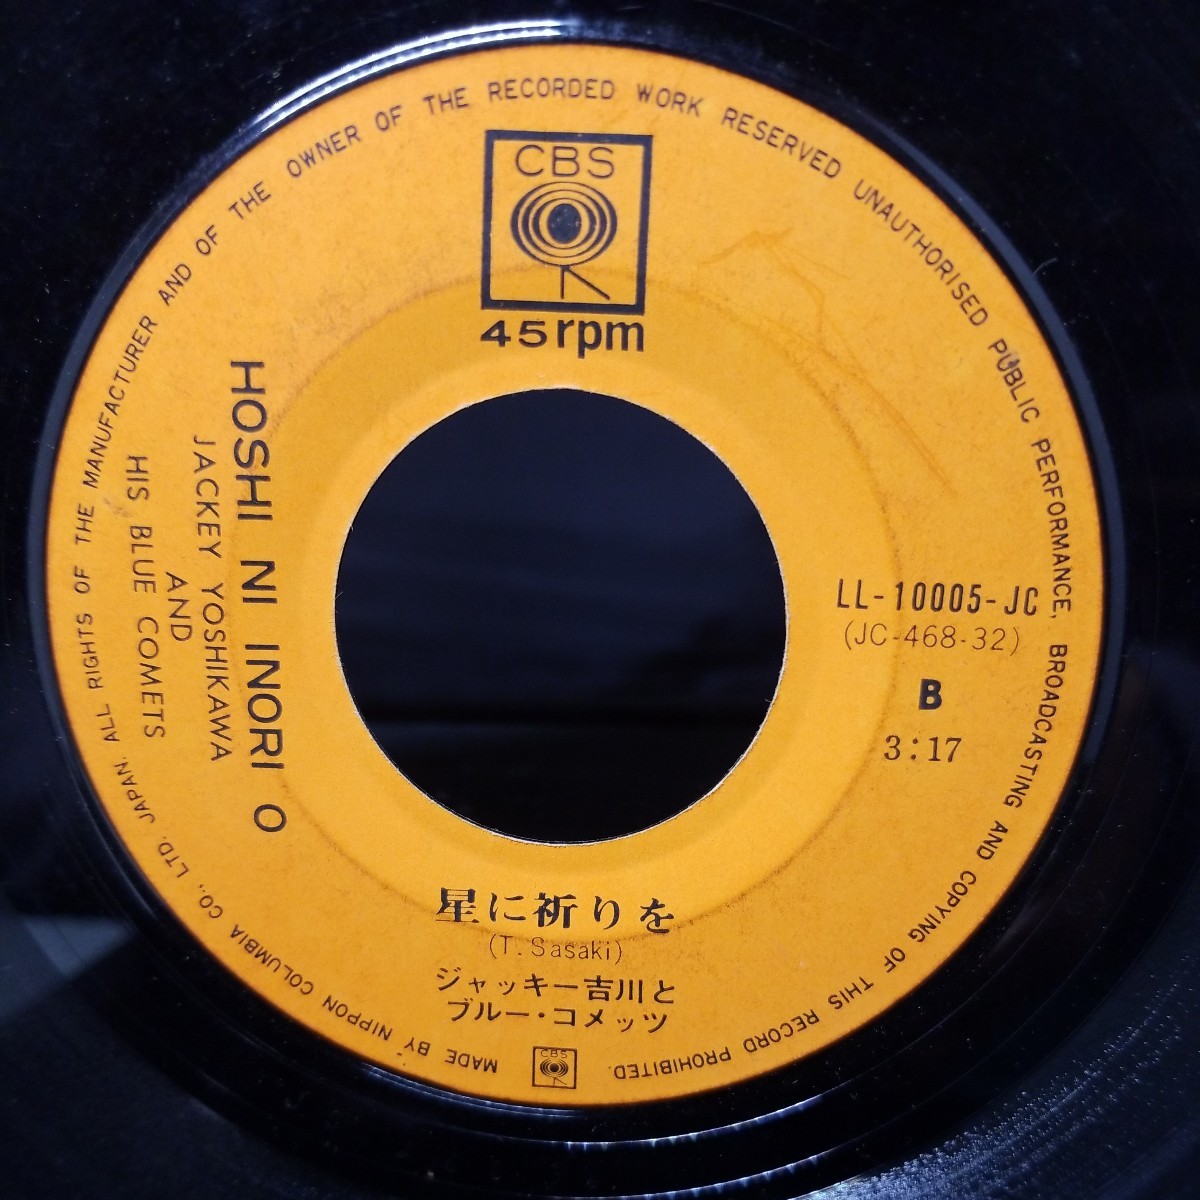 CBS
45 rpm
HOSHI NI INORI O
JACKEY YOSHIKAWA
AND
HIS BLUE COMETS
LL-10005-JC
(JC-468-32)
B
3:17
星に祈りを
(T. Sasaki)
ジャッキー吉川と
ブルー・コメッツ
CBS
MADE BY NIPPON COLUMBIA CO., LTD. JAPAN, ALL RIGHTS OF THE MANUFACTURER AND OF THE OWNER OF THE RECORDED WORK RESERVED UNAUTHORISED PUBLIC PERFORMANCE, BROADCASTING AND COPYING OF THIS RECORD PROHIBITED.